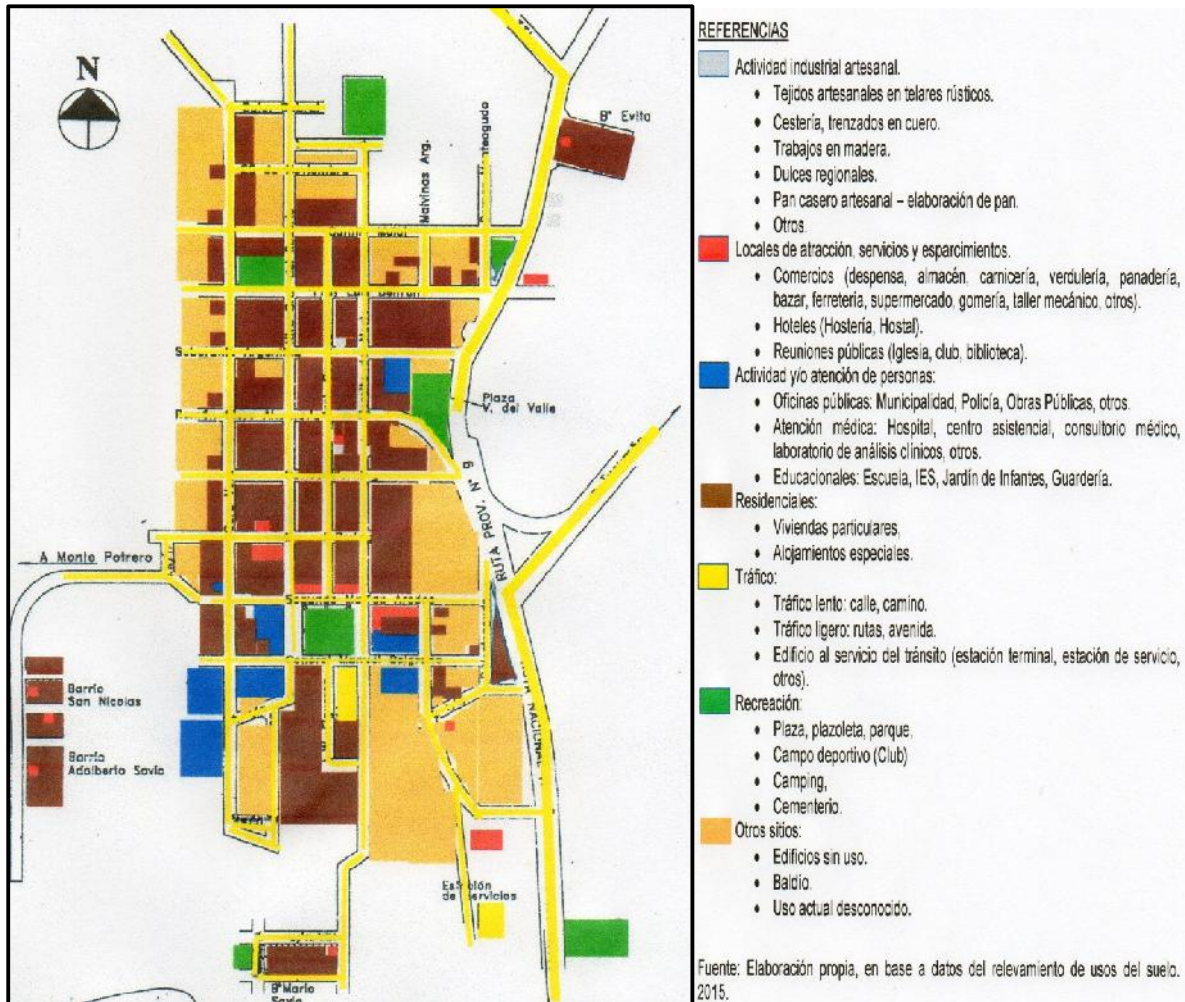 N
Bº Evita
Malvinas Arg.
Plaza
V. del Valle
RUTA PROV. Nº 9
A Monte Potrero
NACIONAL
Barrio
San Nicolas
Barrio
Adalberto Savio
Estación
de servicios
BºMario
Savio
REFERENCIAS
Actividad industrial artesanal.
• Tejidos artesanales en telares rústicos.
• Cestería, trenzados en cuero.
• Trabajos en madera.
• Dulces regionales.
• Pan casero artesanal – elaboración de pan.
• Otros.
Locales de atracción, servicios y esparcimientos.
• Comercios (despensa, almacén, carnicería, verdulería, panadería,
bazar, ferretería, supermercado, gomería, taller mecánico, otros).
• Hoteles (Hostería, Hostal).
• Reuniones públicas (Iglesia, club, biblioteca).
Actividad y/o atención de personas:
• Oficinas públicas: Municipalidad, Policía, Obras Públicas, otros.
• Atención médica: Hospital, centro asistencial, consultorio médico,
laboratorio de análisis clínicos, otros.
• Educacionales: Escuela, IES, Jardín de Infantes, Guardería.
Residenciales:
• Viviendas particulares,
• Alojamientos especiales.
Tráfico:
• Tráfico lento: calle, camino.
• Tráfico ligero: rutas, avenida.
• Edificio al servicio del tránsito (estación terminal, estación de servicio,
otros).
Recreación:
• Plaza, plazoleta, parque,
• Campo deportivo (Club)
• Camping,
• Cementerio.
Otros sitios:
• Edificios sin uso.
• Baldío.
• Uso actual desconocido.
Fuente: Elaboración propia, en base a datos del relevamiento de usos del suelo.
2015.